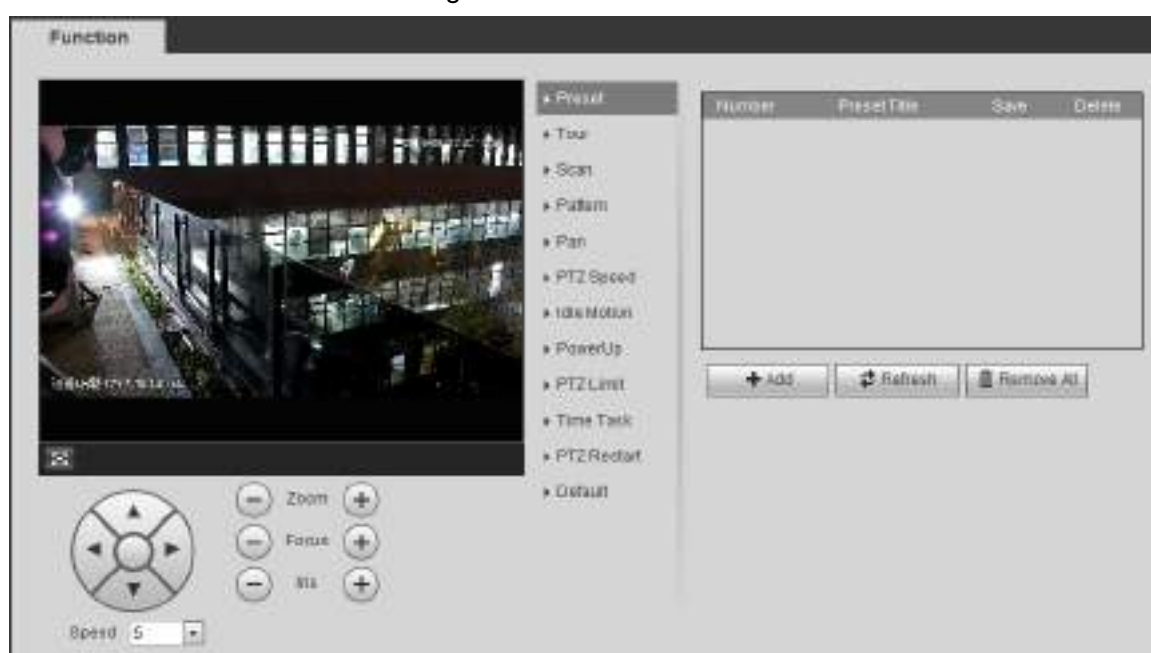 Function
Preset
Tour
Scan
Pattern
Pan
PTZ Speed
Idle Motion
PowerUp
PTZ Limit
Time Task
PTZ Restart
Default
Number Preset Title Save Delete
Add Refresh Remove All
Zoom
Focus
Iris
Speed 5